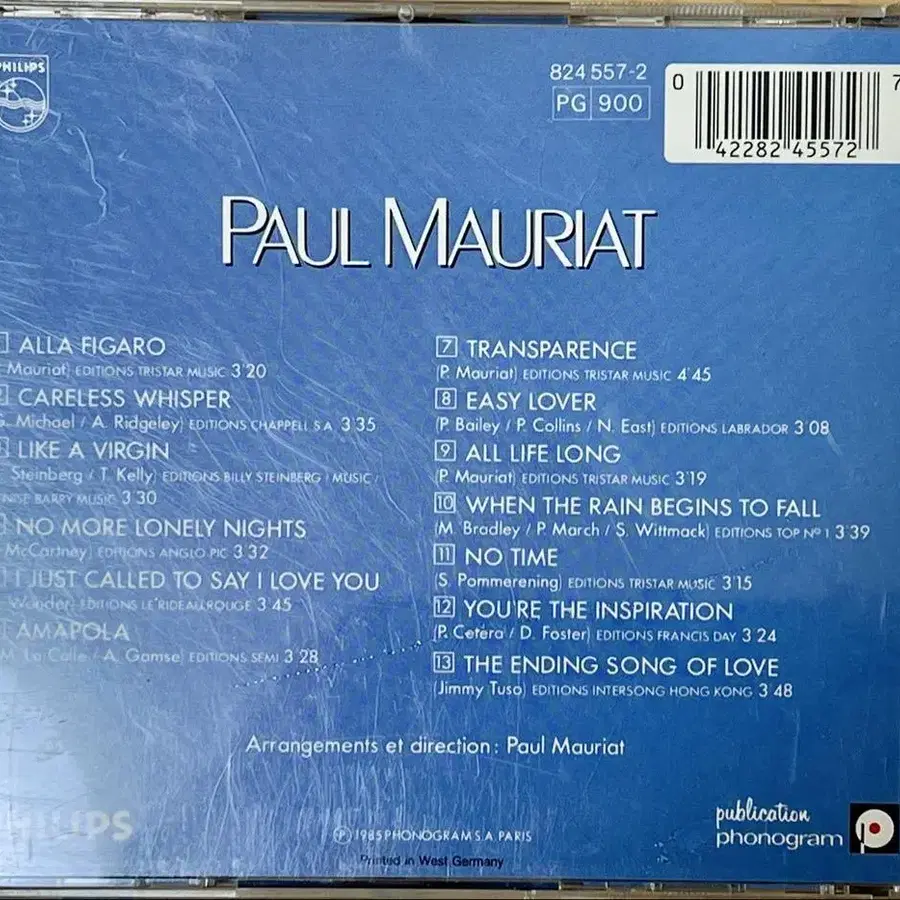 PHILIPS
824 557-2
PG 900
0 42282 45572 7
PAUL MAURIAT
ALLA FIGARO
Mauriat) EDITIONS TRISTAR MUSIC 3'20
CARELESS WHISPER
Michael / A. Ridgeley) EDITIONS CHAPPELL S A 3'35
LIKE A VIRGIN
Steinberg / T. Kelly) EDITIONS BILLY STEINBERG / MUSIC /
NISE BARRY MUSIC 3'30
NO MORE LONELY NIGHTS
McCartney) EDITIONS ANGLO PIC 3'32
I JUST CALLED TO SAY I LOVE YOU
Wonder) EDITIONS LE RIDEAU ROUGE 3'45
AMAPOLA
M. La Calle / A. Gamse) EDITIONS SEMI 3'28
7 TRANSPARENCE
(P. Mauriat) EDITIONS TRISTAR MUSIC 4'45
8 EASY LOVER
(P. Bailey / P. Collins / N. East) EDITIONS LABRADOR 3'08
9 ALL LIFE LONG
(P. Mauriat) EDITIONS TRISTAR MUSIC 3'19
10 WHEN THE RAIN BEGINS TO FALL
(M. Bradley / P. March / S. Wittmack) EDITIONS TOP Nº 1 3'39
11 NO TIME
(S. Pommerening) EDITIONS TRISTAR MUSIC 3'15
12 YOU'RE THE INSPIRATION
(P. Cetera / D. Foster) EDITIONS FRANCIS DAY 3'24
13 THE ENDING SONG OF LOVE
(Jimmy Tuso) EDITIONS INTERSONG HONG KONG 3'48
Arrangements et direction : Paul Mauriat
PHILIPS
℗ 1985 PHONOGRAM S.A. PARIS
Printed in West Germany
publication
phonogram